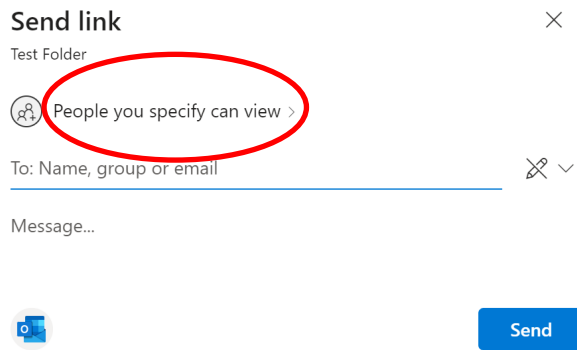 Send link
Test Folder
People you specify can view
To: Name, group or email
Message...
Send